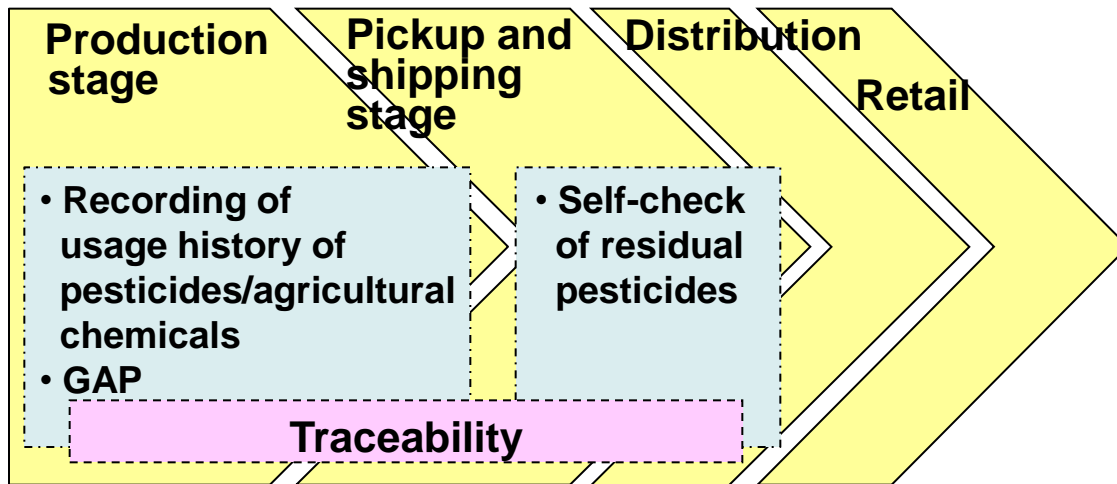 Production
stage
Pickup and
shipping
stage
Distribution
Retail
• Recording of
usage history of
pesticides/agricultural
chemicals
• GAP
• Self-check
of residual
pesticides
Traceability